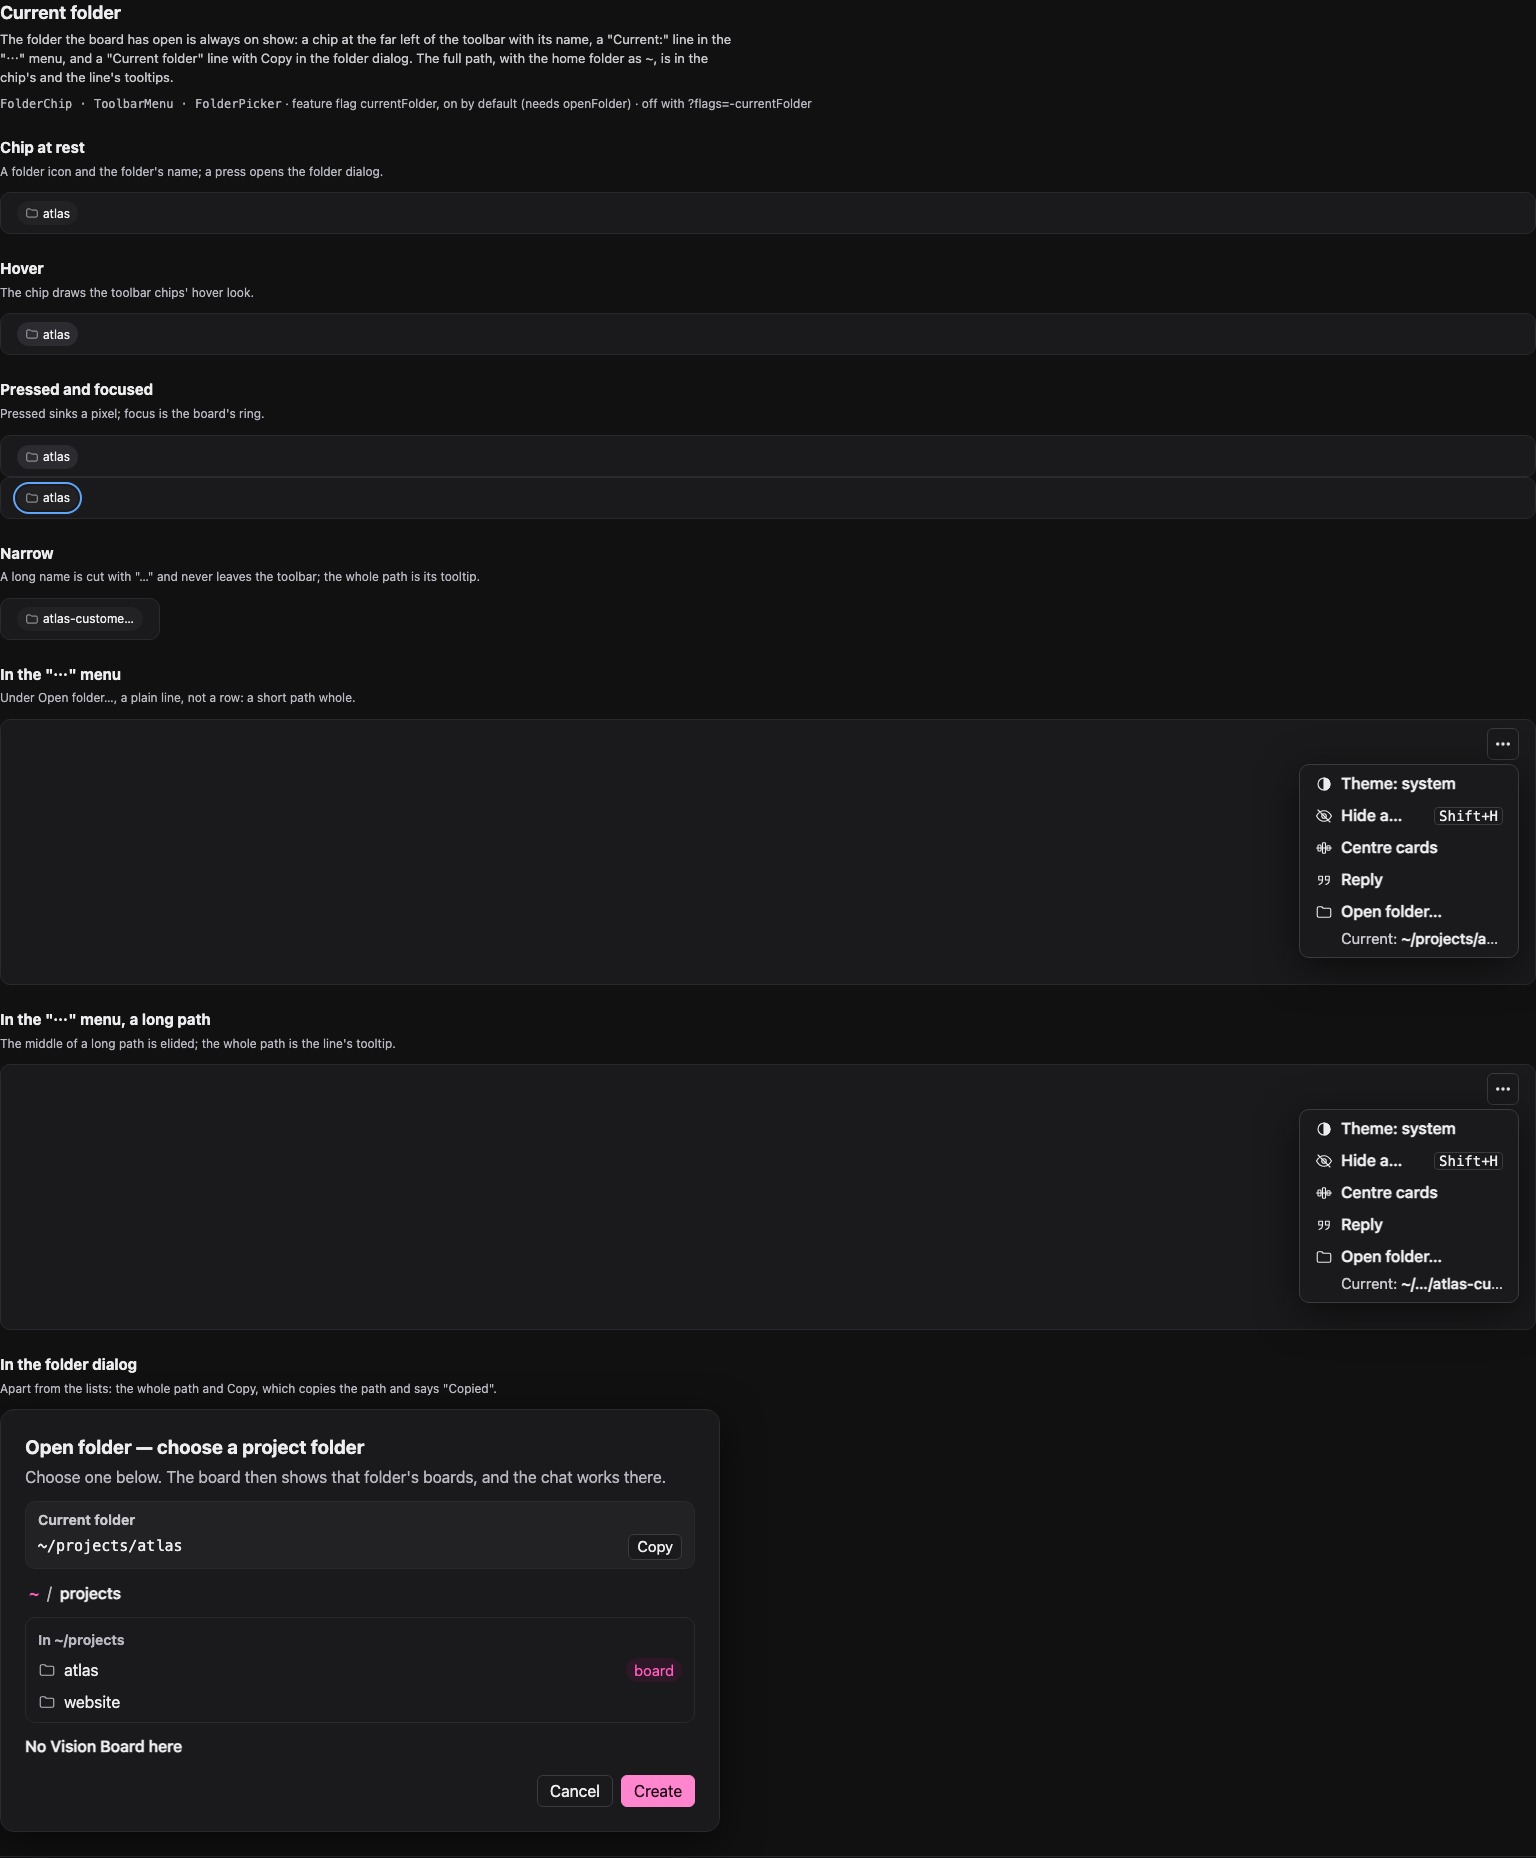 Current folder
The folder the board has open is always on show: a chip at the far left of the toolbar with its name, a "Current:" line in the
"···" menu, and a "Current folder" line with Copy in the folder dialog. The full path, with the home folder as ~, is in the
chip's and the line's tooltips.
FolderChip · ToolbarMenu · FolderPicker · feature flag currentFolder, on by default (needs openFolder) · off with ?flags=-currentFolder
Chip at rest
A folder icon and the folder's name; a press opens the folder dialog.
atlas
Hover
The chip draws the toolbar chips' hover look.
atlas
Pressed and focused
Pressed sinks a pixel; focus is the board's ring.
atlas
atlas
Narrow
A long name is cut with "…" and never leaves the toolbar; the whole path is its tooltip.
atlas-custome…
In the "···" menu
Under Open folder…, a plain line, not a row: a short path whole.
Theme: system
Hide a… Shift+H
Centre cards
Reply
Open folder…
Current: ~/projects/a…
In the "···" menu, a long path
The middle of a long path is elided; the whole path is the line's tooltip.
Theme: system
Hide a… Shift+H
Centre cards
Reply
Open folder…
Current: ~/…/atlas-cu…
In the folder dialog
Apart from the lists: the whole path and Copy, which copies the path and says "Copied".
Open folder — choose a project folder
Choose one below. The board then shows that folder's boards, and the chat works there.
Current folder
~/projects/atlas Copy
~ / projects
In ~/projects
atlas board
website
No Vision Board here
Cancel Create